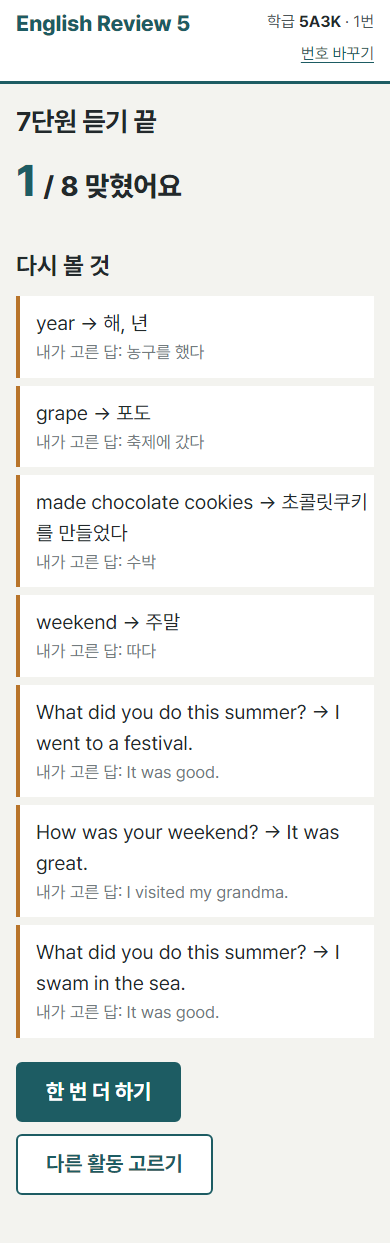 English Review 5
학급 5A3K · 1번
번호 바꾸기
7단원 듣기 끝
1 / 8 맞혔어요
다시 볼 것
year → 해, 년
내가 고른 답: 농구를 했다
grape → 포도
내가 고른 답: 축제에 갔다
made chocolate cookies → 초콜릿쿠키
를 만들었다
내가 고른 답: 수박
weekend → 주말
내가 고른 답: 따다
What did you do this summer? → I
went to a festival.
내가 고른 답: It was good.
How was your weekend? → It was
great.
내가 고른 답: I visited my grandma.
What did you do this summer? → I
swam in the sea.
내가 고른 답: It was good.
한 번 더 하기
다른 활동 고르기